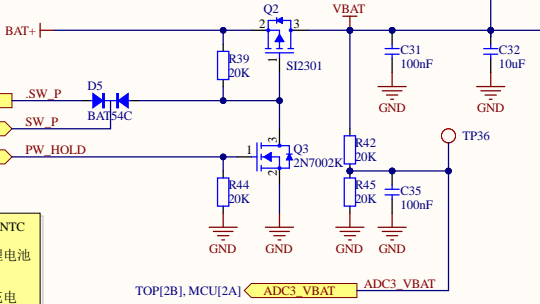 Q2
VBAT
BAT+
2
3
1
R39
20K
SI2301
C31
100nF
C32
10uF
GND
GND
.SW_P
D5
BAT54C
SW_P
PW_HOLD
3
Q3
1
2N7002K
2
R42
20K
TP36
R44
20K
R45
20K
C35
100nF
GND
GND
GND
GND
NTC
电池
充电
TOP[2B], MCU[2A]
ADC3_VBAT
ADC3_VBAT